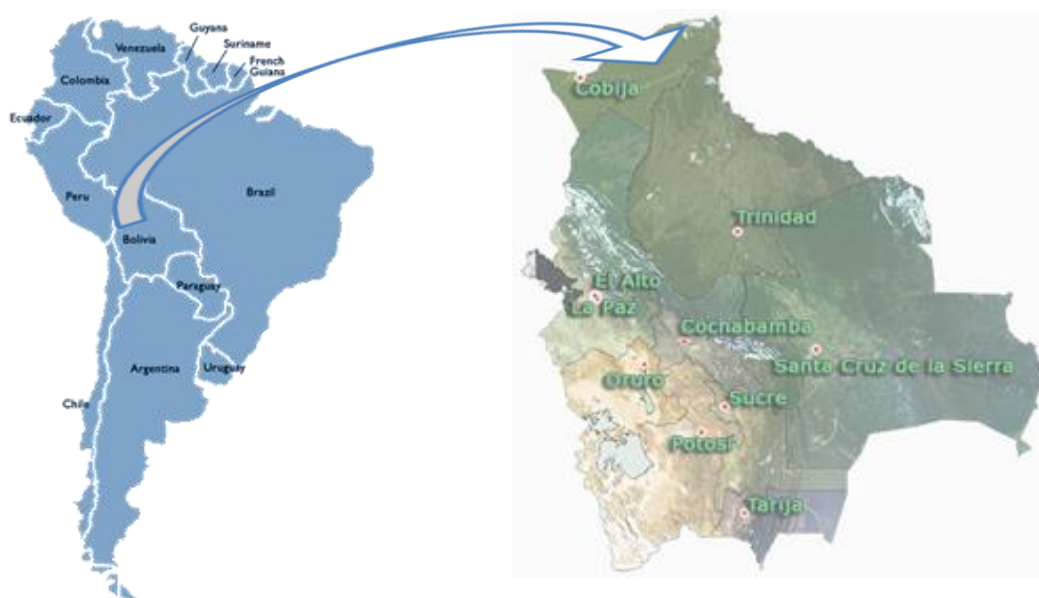 Guyana
Venezuela
Suriname
French
Guiana
Colombia
Ecuador
Peru
Brazil
Bolivia
Paraguay
Argentina
Uruguay
Chile
Cobija
Trinidad
El Alto
La Paz
Cochabamba
Santa Cruz de la Sierra
Oruro
Sucre
Potosí
Tarija